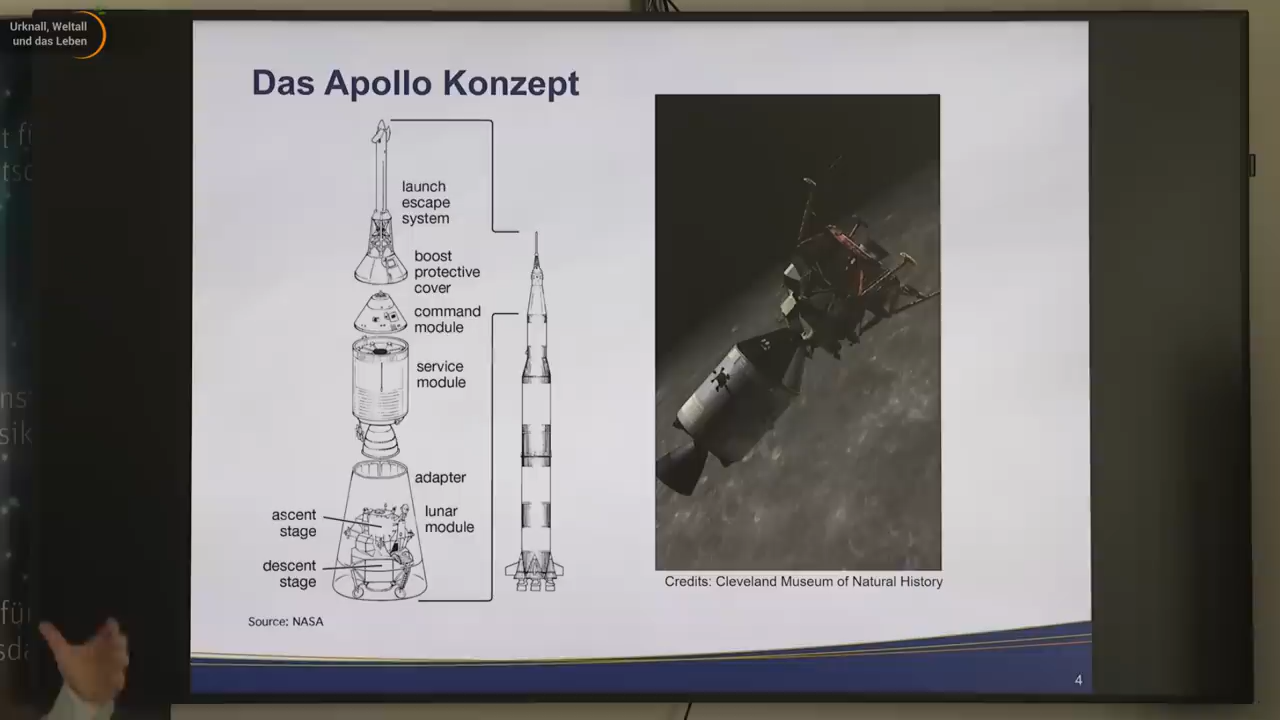 Urknall, Weltall
und das Leben
Das Apollo Konzept
launch
escape
system
boost
protective
cover
command
module
service
module
adapter
lunar
module
ascent
stage
descent
stage
Source: NASA
Credits: Cleveland Museum of Natural History
4